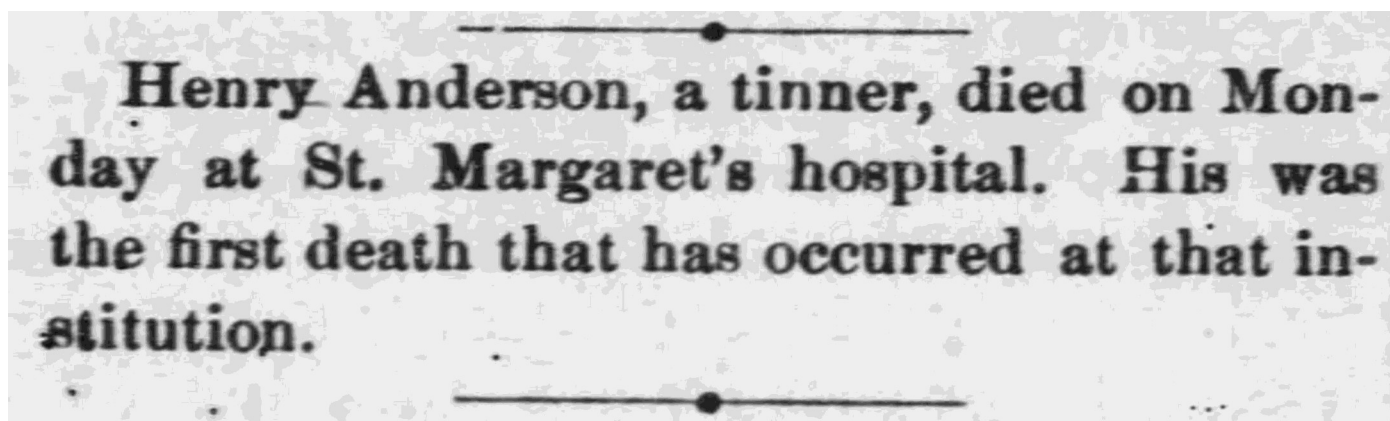 Henry Anderson, a tinner, died on Mon-
day at St. Margaret's hospital. His was
the first death that has occurred at that in-
stitution.